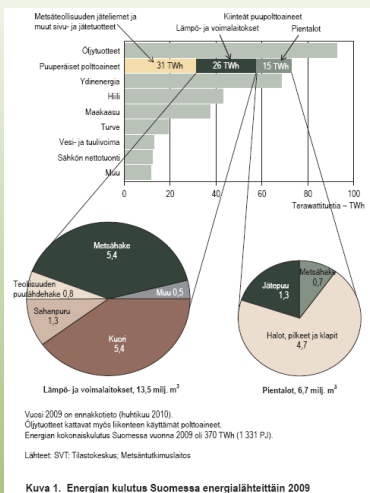 Metsäteollisuuden jäteliemet ja
muut sivu- ja jätetuotteet
Kiinteät puupolttoaineet
Lämpö- ja voimalaitokset
Pientalot
Öljytuotteet
Puuperäiset polttoaineet
31 TWh
26 TWh
15 TWh
Ydinenergia
Hiili
Maakaasu
Turve
Vesi- ja tuulivoima
Sähkön nettotuonti
Muu
0
20
40
60
80
100
Terawattituntia – TWh
Metsähake
5,4
Teollisuuden
puutähdehake 0,8
Muu 0,5
Sahanpuru
1,3
Kuori
5,4
Metsähake
0,7
Jätepuu
1,3
Halot, pilkeet ja klapit
4,7
Lämpö- ja voimalaitokset, 13,5 milj. m³
Pientalot, 6,7 milj. m³
Vuosi 2009 on ennakkotieto (huhtikuu 2010).
Öljytuotteet kattavat myös liikenteen käyttämät polttoaineet.
Energian kokonaiskulutus Suomessa vuonna 2009 oli 370 TWh (1 331 PJ).
Lähteet: SVT: Tilastokeskus; Metsäntutkimuslaitos
Kuva 1. Energian kulutus Suomessa energialähteittäin 2009